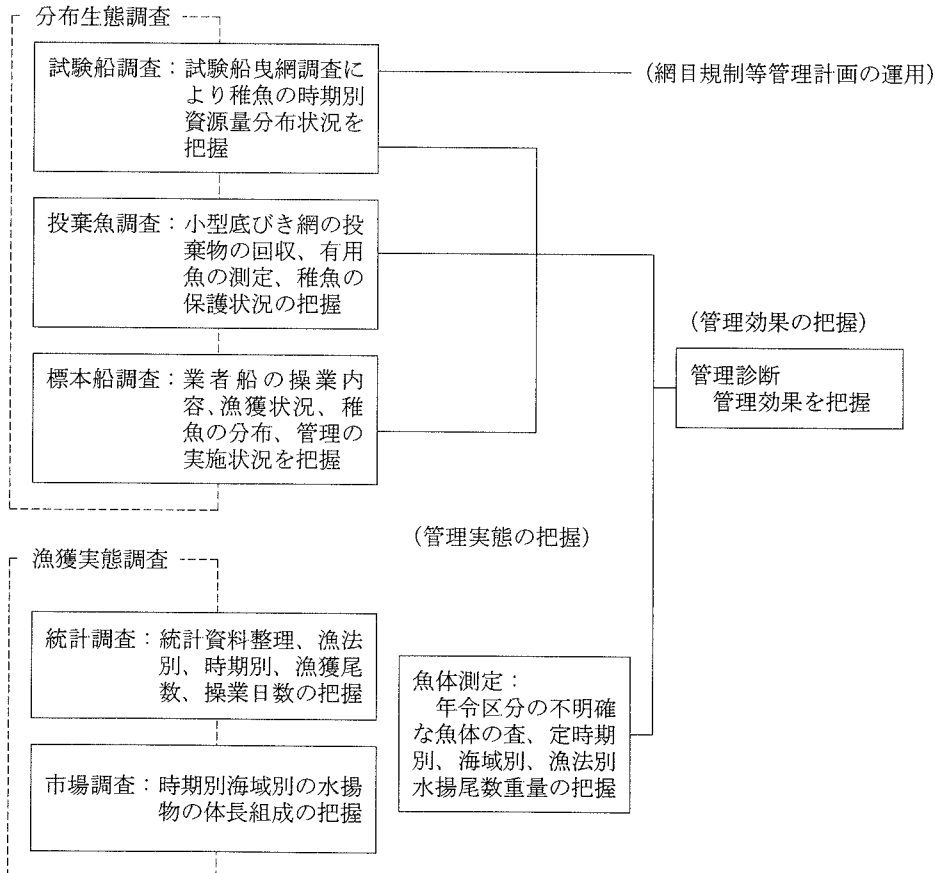 分布生態調査
試験船調査：試験船曳網調査に
より稚魚の時期別
資源量分布状況を
把握
（網目規制等管理計画の運用）
投棄魚調査：小型底びき網の投
棄物の回収、有用
魚の測定、稚魚の
保護状況の把握
（管理効果の把握）
標本船調査：業者船の操業内
容、漁獲状況、稚
魚の分布、管理の
実施状況を把握
管理診断
管理効果を把握
（管理実態の把握）
漁獲実態調査
統計調査：統計資料整理、漁法
別、時期別、漁獲尾
数、操業日数の把握
市場調査：時期別海域別の水揚
物の体長組成の把握
魚体測定：
年令区分の不明確
な魚体の査、定時期
別、海域別、漁法別
水揚尾数重量の把握